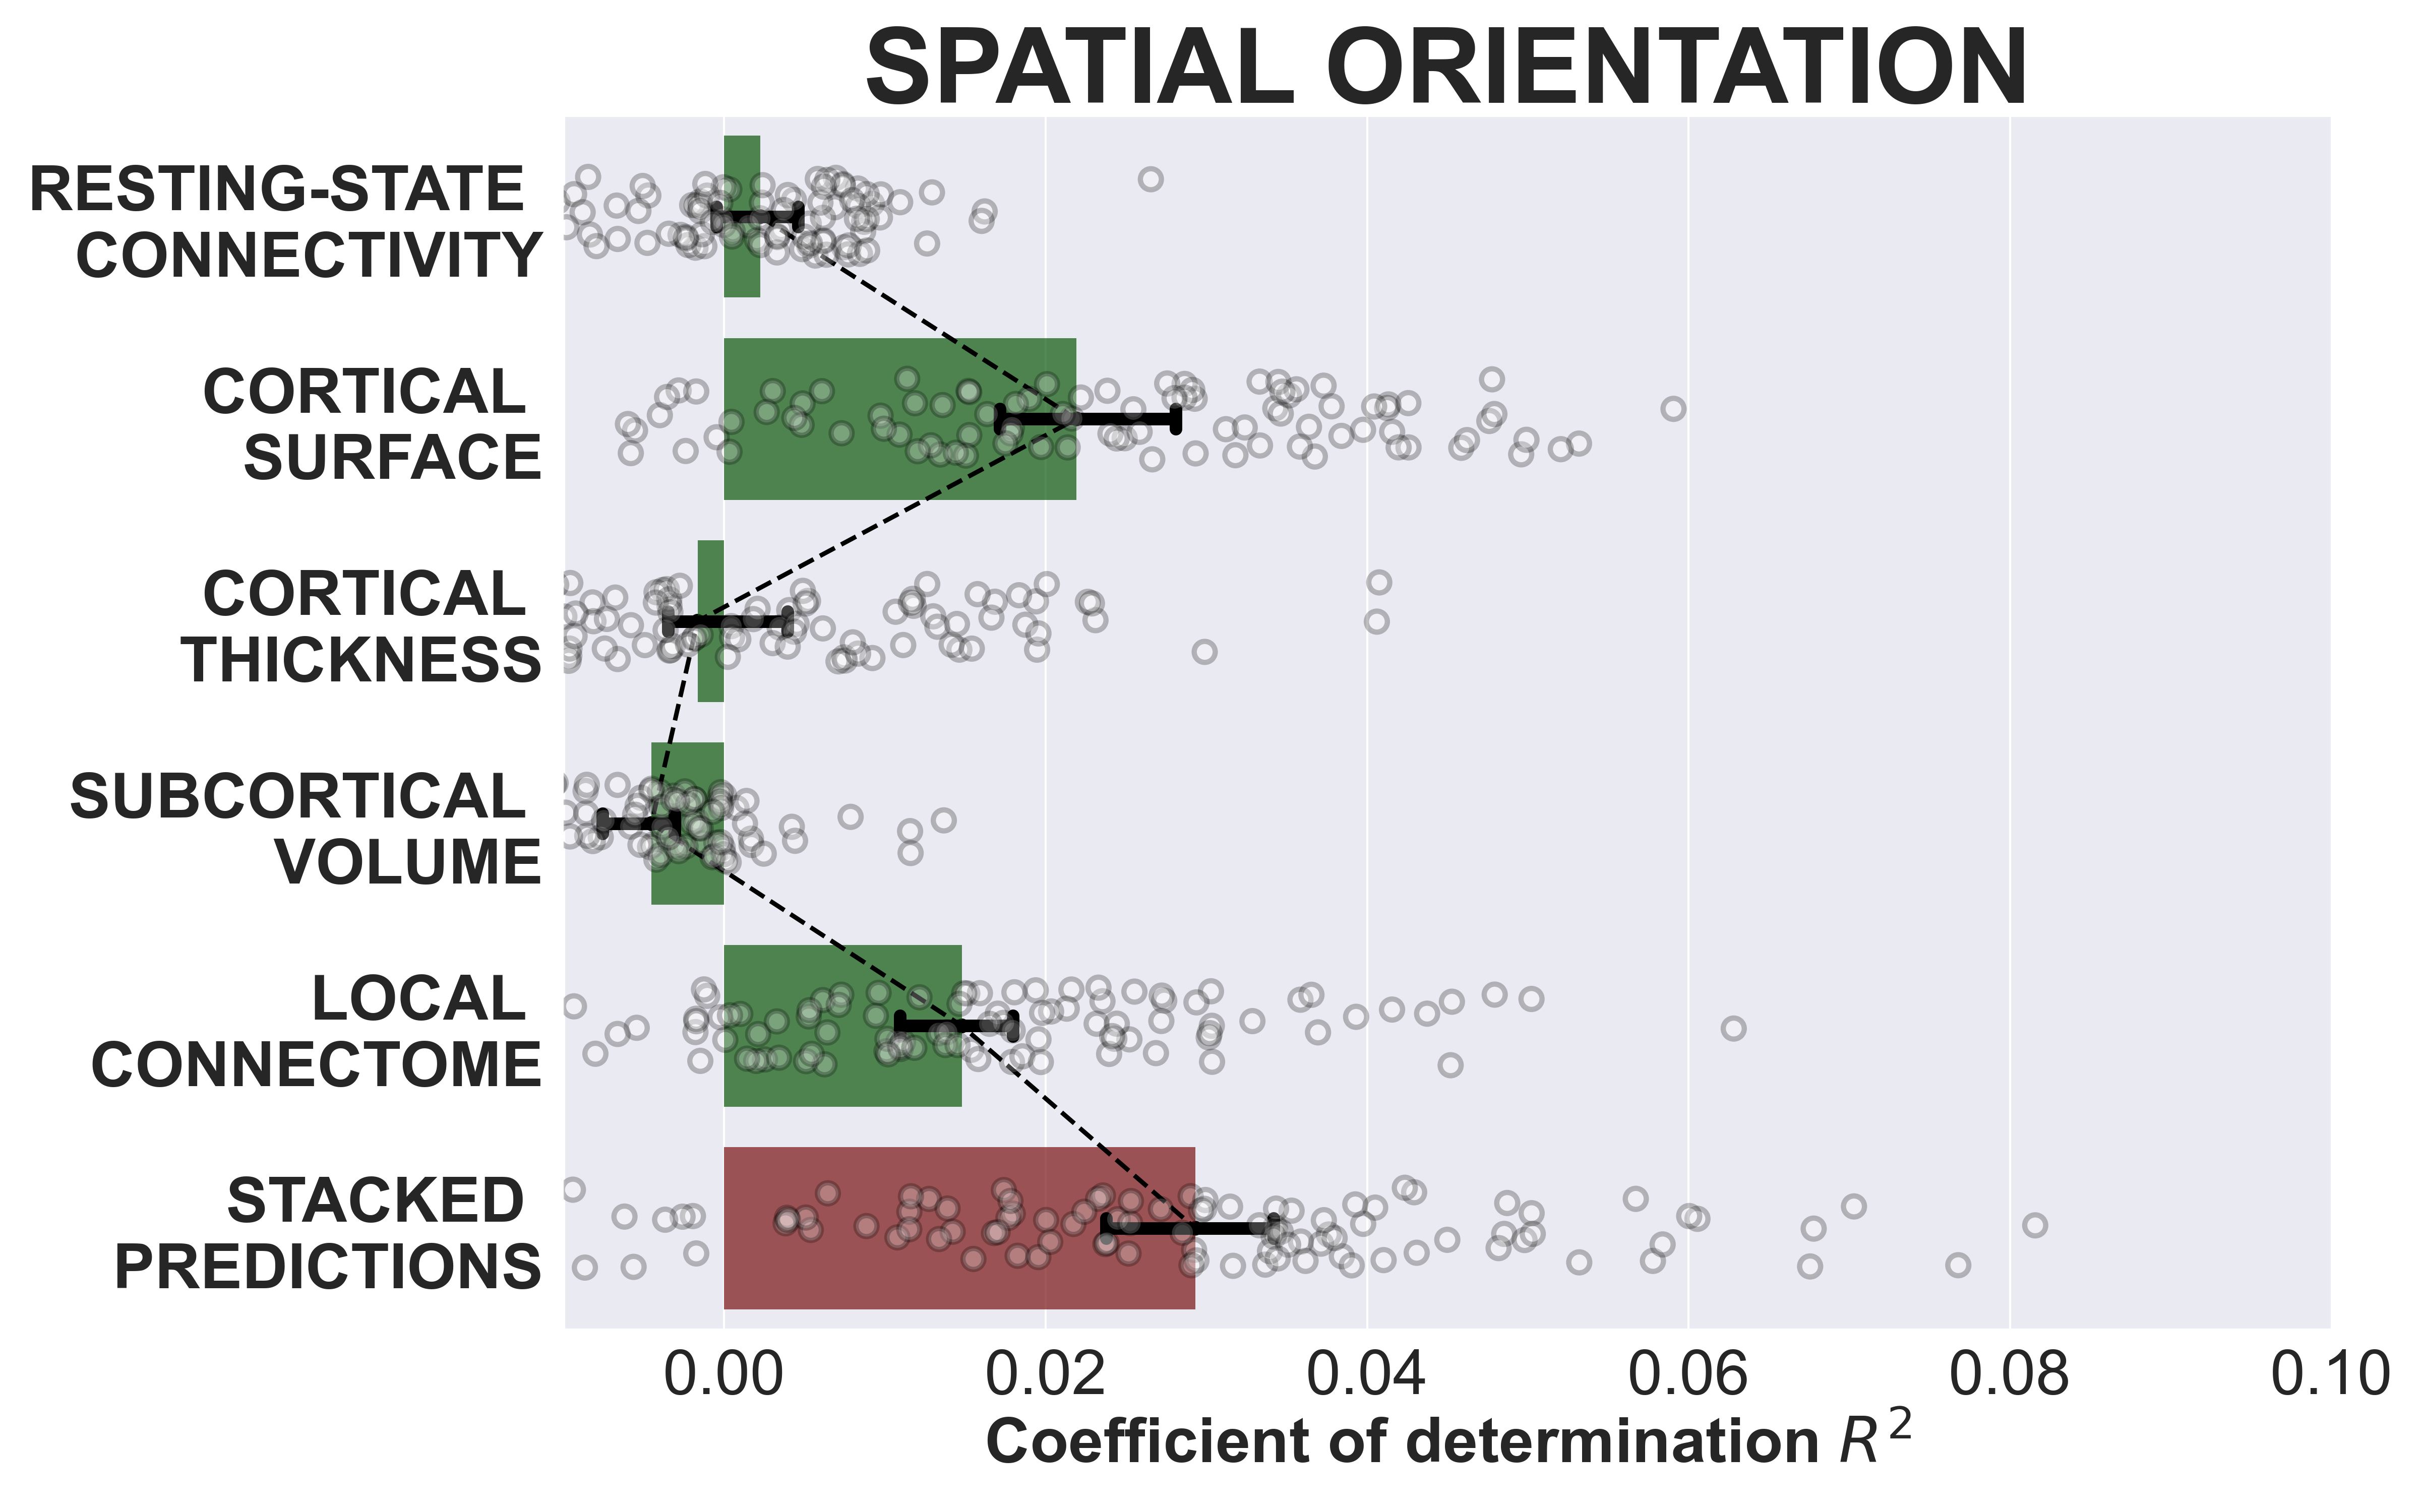 SPATIAL ORIENTATION
RESTING-STATE
CONNECTIVITY
CORTICAL
SURFACE
CORTICAL
THICKNESS
SUBCORTICAL
VOLUME
LOCAL
CONNECTOME
STACKED
PREDICTIONS
0.00 0.02 0.04 0.06 0.08 0.10
Coefficient of determination R²